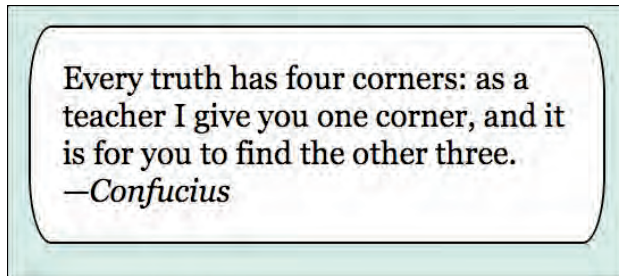 Every truth has four corners: as a
teacher I give you one corner, and it
is for you to find the other three.
—Confucius